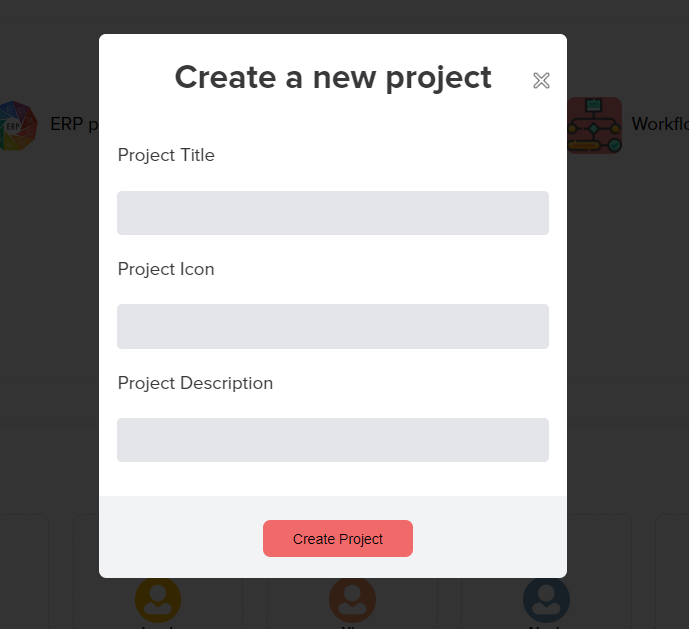 Create a new project
ERP p
Workflo
Project Title
Project Icon
Project Description
Create Project